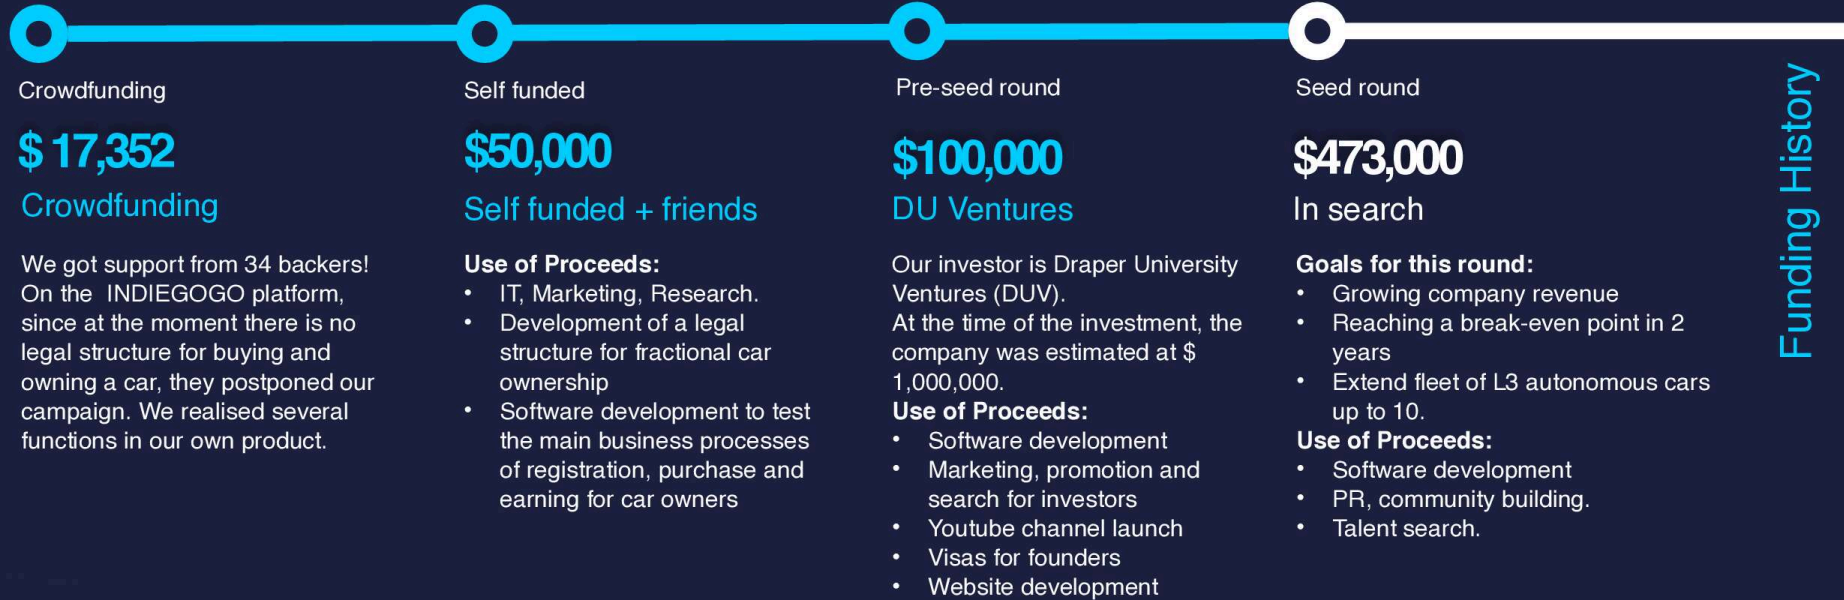 Crowdfunding
$ 17,352
Crowdfunding
We got support from 34 backers!
On the INDIEGOGO platform,
since at the moment there is no
legal structure for buying and
owning a car, they postponed our
campaign. We realised several
functions in our own product.
Self funded
$50,000
Self funded + friends
Use of Proceeds:
• IT, Marketing, Research.
• Development of a legal
structure for fractional car
ownership
• Software development to test
the main business processes
of registration, purchase and
earning for car owners
Pre-seed round
$100,000
DU Ventures
Our investor is Draper University
Ventures (DUV).
At the time of the investment, the
company was estimated at $
1,000,000.
Use of Proceeds:
• Software development
• Marketing, promotion and
search for investors
• Youtube channel launch
• Visas for founders
• Website development
Seed round
$473,000
In search
Goals for this round:
• Growing company revenue
• Reaching a break-even point in 2
years
• Extend fleet of L3 autonomous cars
up to 10.
Use of Proceeds:
• Software development
• PR, community building.
• Talent search.
Funding History